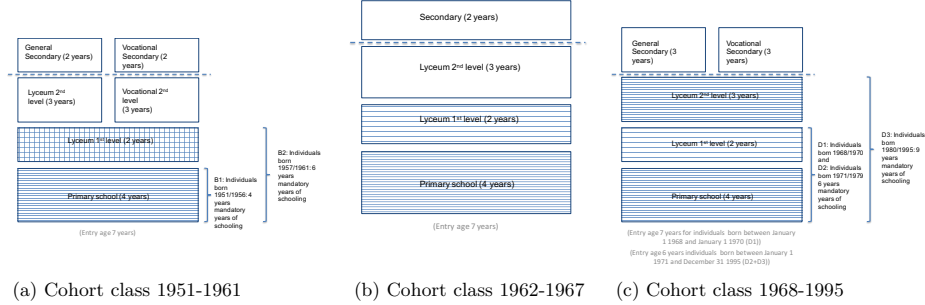 General
Secondary (2 years)
Vocational
Secondary (2
years)
Lyceum 2nd
level (3 years)
Vocational 2nd
level
(3 years)
Lyceum 1st level (2 years)
Primary school (4 years)
B1: Individuals
born
1951/1956: 4
years
mandatory
years of
schooling
B2: Individuals
born
1957/1961: 6
years
mandatory
years of
schooling
(Entry age 7 years)
(a) Cohort class 1951-1961
Secondary (2 years)
Lyceum 2nd level (3 years)
Lyceum 1st level (2 years)
Primary school (4 years)
(Entry age 7 years)
(b) Cohort class 1962-1967
General
Secondary (3
years)
Vocational
Secondary (3
years)
Lyceum 2nd level (3 years)
Lyceum 1st level (2 years)
Primary school (4 years)
D1: Individuals
born 1968/1970
and
D2: Individuals
born 1971/1979
6 years
mandatory
years of
schooling
D3: Individuals
born
1980/1995: 9
years
mandatory
years of
schooling
(Entry age 7 years for individuals born between January
1 1968 and January 1 1970 (D1))
(Entry age 6 years individuals born between January 1
1971 and December 31 1995 (D2+D3))
(c) Cohort class 1968-1995